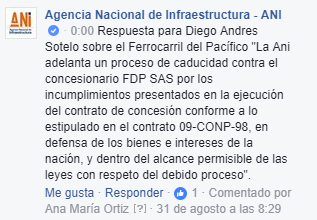 ANI
Agencia Nacional de Infraestructura - ANI
0:00 Respuesta para Diego Andres
Sotelo sobre el Ferrocarril del Pacífico "La Ani
adelanta un proceso de caducidad contra el
concesionario FDP SAS por los
incumplimientos presentados en la ejecución
del contrato de concesión conforme a lo
estipulado en el contrato 09-CONP-98, en
defensa de los bienes e intereses de la
nación, y dentro del alcance permisible de las
leyes con respeto del debido proceso".
Me gusta · Responder · 1 · Comentado por
Ana María Ortiz [?] · 31 de agosto a las 8:29